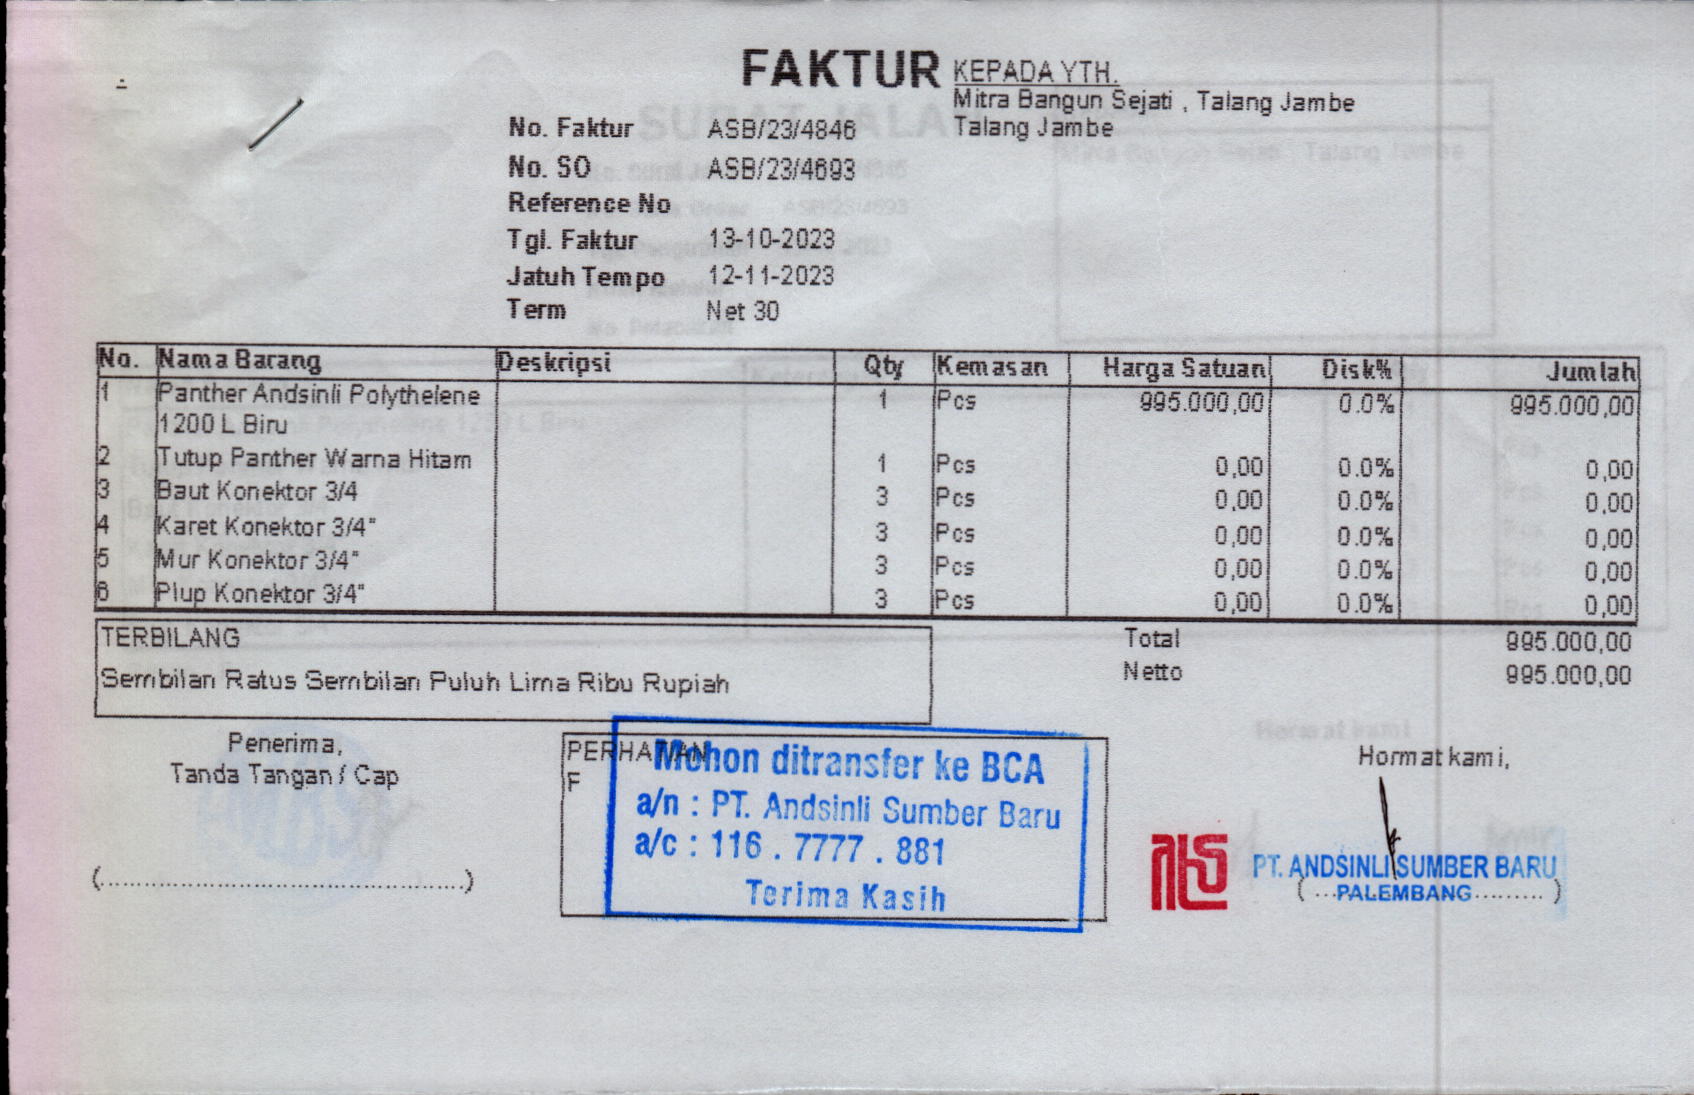 FAKTUR
KEPADA YTH.
Mitra Bangun Sejati , Talang Jambe
Talang Jambe
No. Faktur ASB/23/4846
No. SO ASB/23/4693
Reference No
Tgl. Faktur 13-10-2023
Jatuh Tempo 12-11-2023
Term Net 30
No. Nama Barang Deskripsi Qty Kemasan Harga Satuan Disk% Jumlah
1 Panther Andsinli Polythelene 1 Pcs 995.000,00 0.0% 995.000,00
1200 L Biru
2 Tutup Panther Warna Hitam 1 Pcs 0,00 0.0% 0,00
3 Baut Konektor 3/4 3 Pcs 0,00 0.0% 0,00
4 Karet Konektor 3/4" 3 Pcs 0,00 0.0% 0,00
5 Mur Konektor 3/4" 3 Pcs 0,00 0.0% 0,00
6 Plup Konektor 3/4" 3 Pcs 0,00 0.0% 0,00
TERBILANG
Sembilan Ratus Sembilan Puluh Lima Ribu Rupiah
Total 995.000,00
Netto 995.000,00
Penerima,
Tanda Tangan / Cap
(.................................................)
Mohon ditransfer ke BCA
a/n : PT. Andsinli Sumber Baru
a/c : 116 . 7777 . 881
Terima Kasih
Hormat kami,
PT. ANDSINLI SUMBER BARU
PALEMBANG